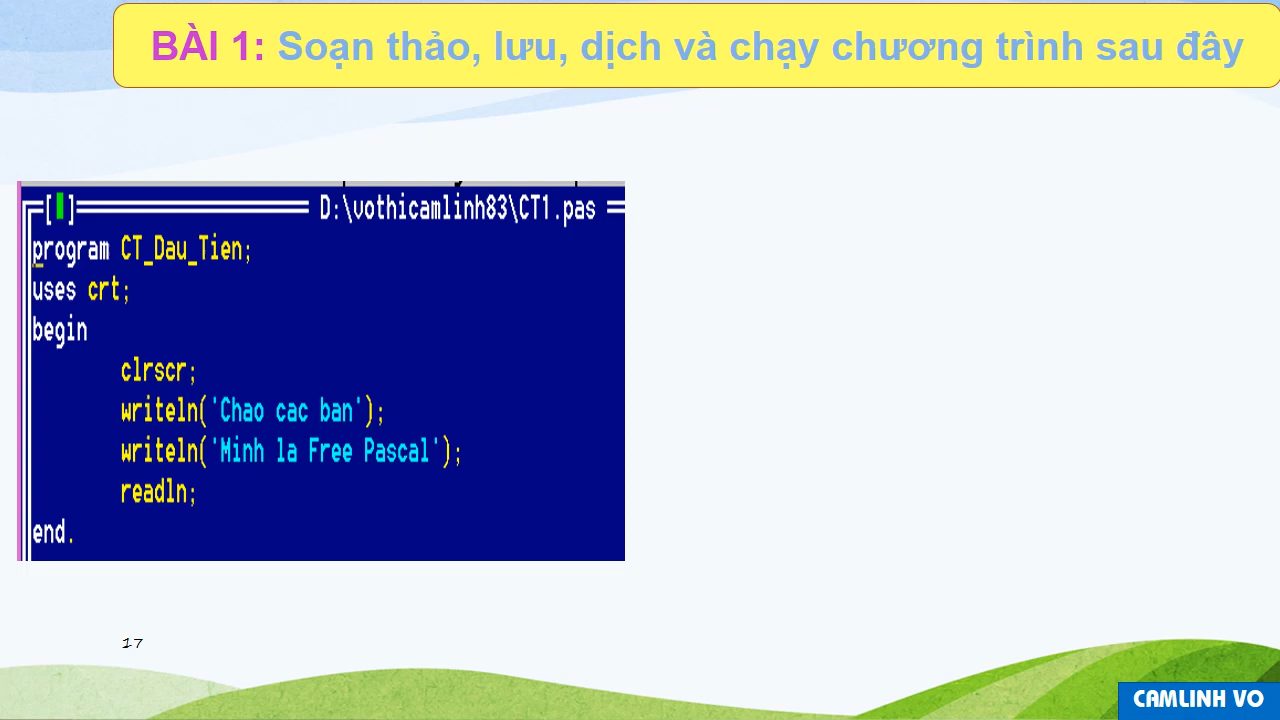 BÀI 1: Soạn thảo, lưu, dịch và chạy chương trình sau đây
[ ] D:\vothicamlinh83\CT1.pas
program CT_Dau_Tien;
uses crt;
begin
clrscr;
writeln('Chao cac ban');
writeln('Minh la Free Pascal');
readln;
end.
17
CAMLINH VO